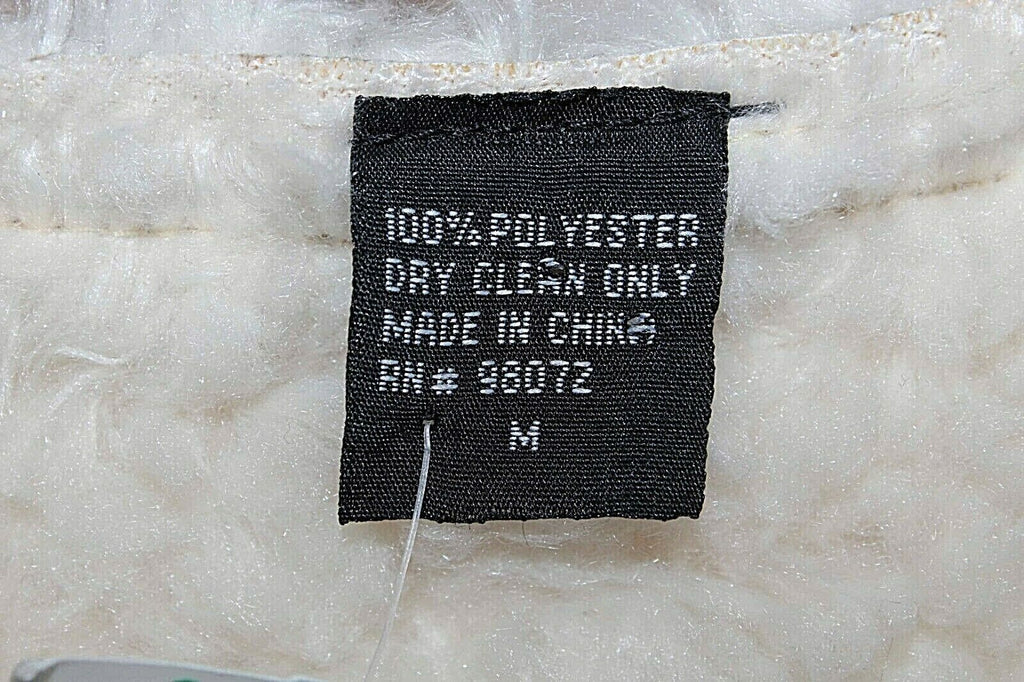 100% POLYESTER
DRY CLEAN ONLY
MADE IN CHINA
RN# 98072
M